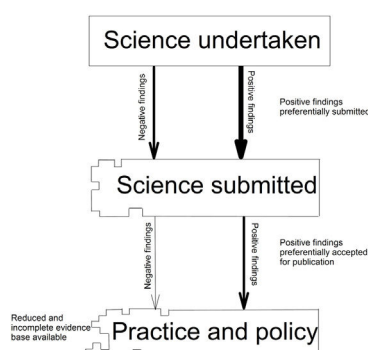 Science undertaken
Negative findings
Positive findings
Positive findings
preferentially submitted
Science submitted
Negative findings
Positive findings
Positive findings
preferentially accepted
for publication
Reduced and
incomplete evidence
base available
Practice and policy